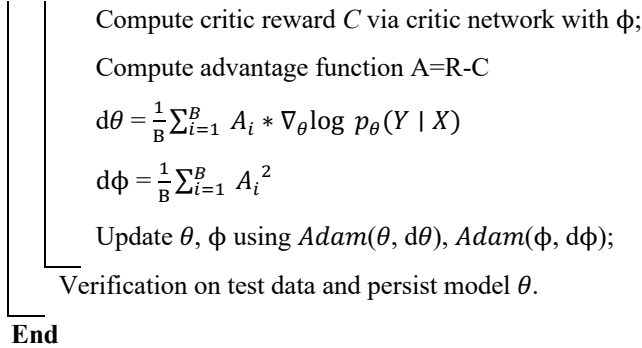 Compute critic reward C via critic network with ϕ;
Compute advantage function A=R-C
dθ = 1/B ∑_{i=1}^{B} A_i ∗ ∇_θ log p_θ(Y ∣ X)
dϕ = 1/B ∑_{i=1}^{B} A_i^2
Update θ, ϕ using Adam(θ, dθ), Adam(ϕ, dϕ);
Verification on test data and persist model θ.
End